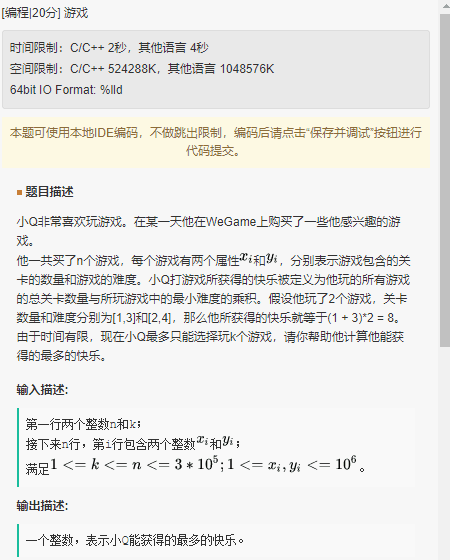 [编程|20分] 游戏
时间限制：C/C++ 2秒，其他语言 4秒
空间限制：C/C++ 524288K，其他语言 1048576K
64bit IO Format: %lld
本题可使用本地IDE编码，不做跳出限制，编码后请点击“保存并调试”按钮进行
代码提交。
题目描述
小Q非常喜欢玩游戏。在某一天他在WeGame上购买了一些他感兴趣的游
戏。
他一共买了n个游戏，每个游戏有两个属性xᵢ和yᵢ，分别表示游戏包含的关
卡的数量和游戏的难度。小Q打游戏所获得的快乐被定义为他玩的所有游戏
的总关卡数量与所玩游戏中的最小难度的乘积。假设他玩了2个游戏，关卡
数量和难度分别为[1,3]和[2,4]，那么他所获得的快乐就等于(1 + 3)*2 = 8。
由于时间有限，现在小Q最多只能选择玩k个游戏，请你帮助他计算他能获
得的最多的快乐。
输入描述:
第一行两个整数n和k；
接下来n行，第i行包含两个整数xᵢ和yᵢ；
满足1 <= k <= n <= 3 * 10⁵; 1 <= xᵢ, yᵢ <= 10⁶。
输出描述:
一个整数，表示小Q能获得的最多的快乐。